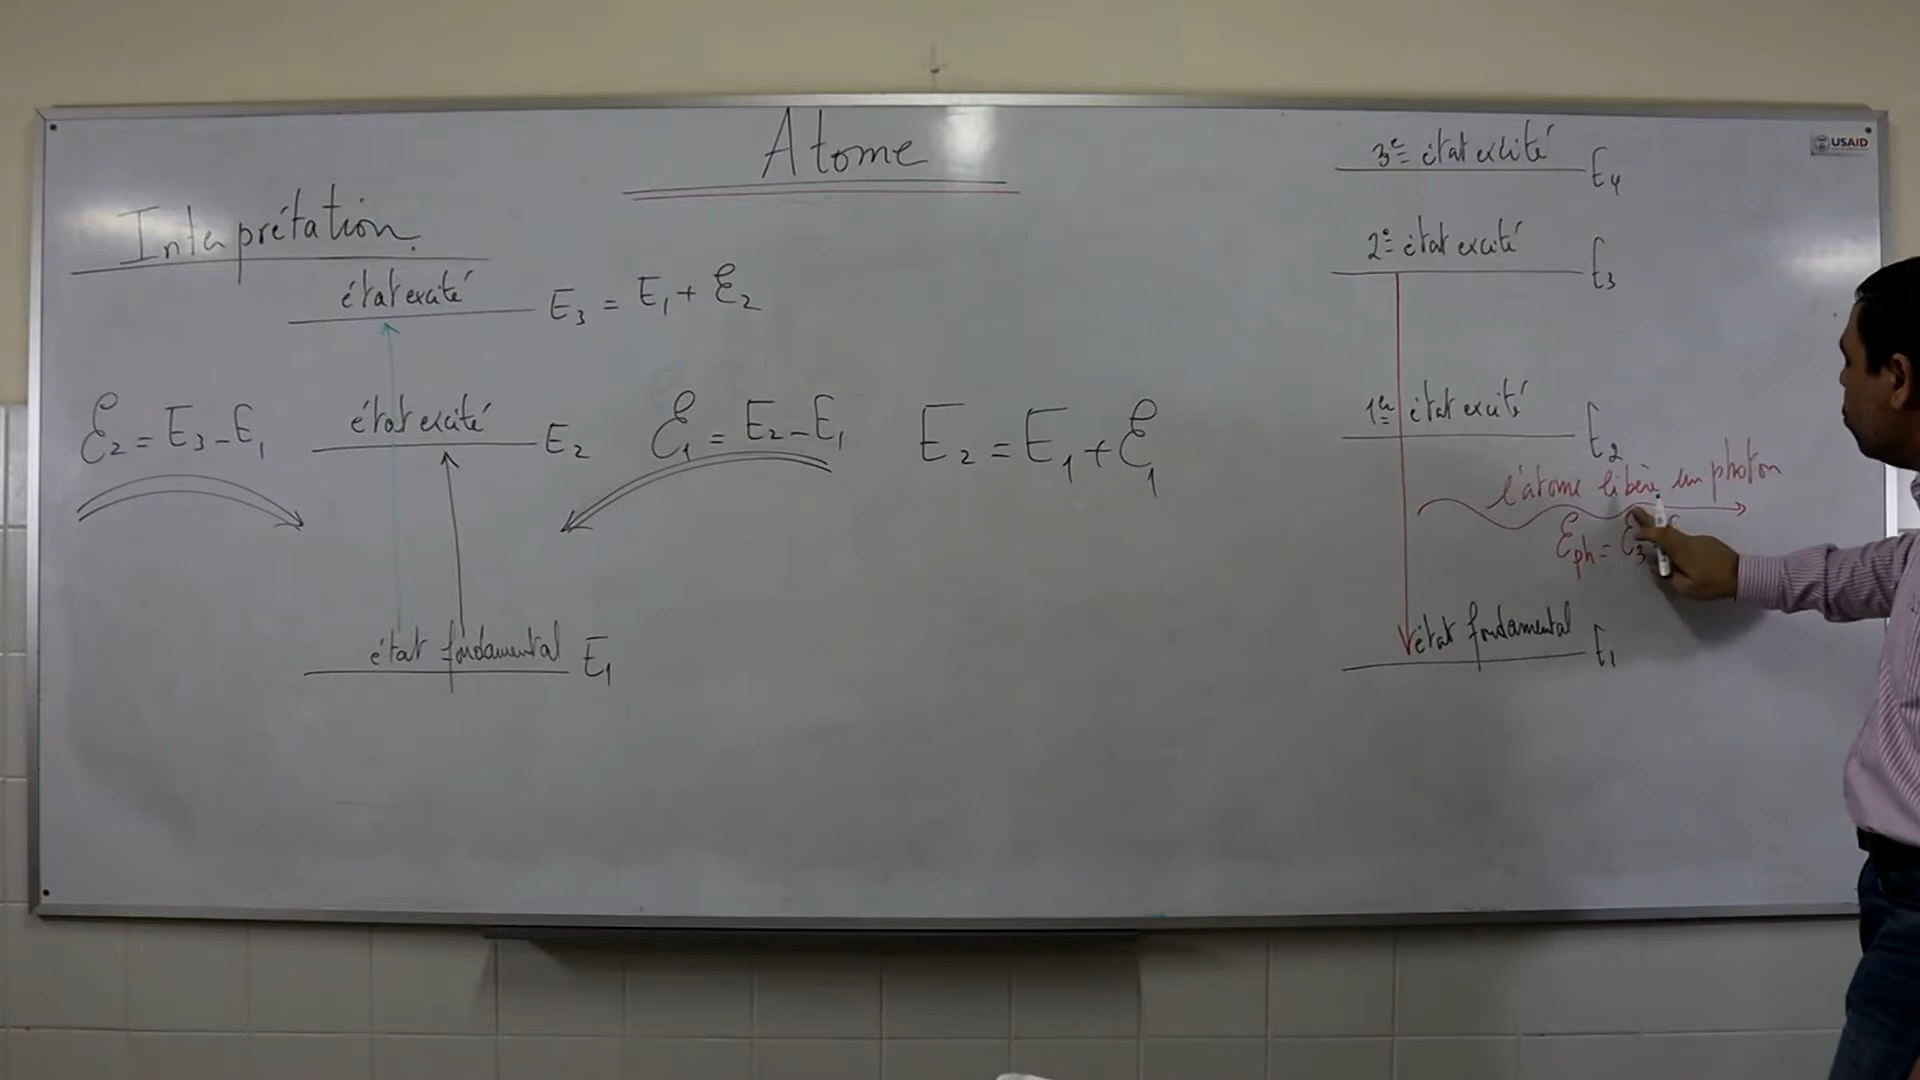 Atome
Interprétation.
état excité E3 = E1 + ℰ2
ℰ2 = E3 - E1
état excité E2
ℰ1 = E2 - E1
E2 = E1 + ℰ1
état fondamental E1
3e état excité E4
USAID
2e état excité E3
1er état excité E2
l'atome libère un photon
ℰph = E3
état fondamental E1